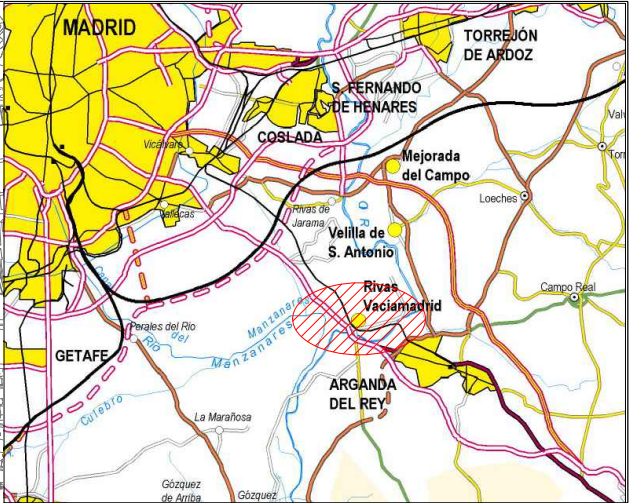 MADRID
TORREJÓN
DE ARDOZ
S. FERNANDO
DE HENARES
COSLADA
Vicálvaro
Mejorada
del Campo
Loeches
Vallecas
Rivas de
Jarama
Velilla de
S. Antonio
Rivas
Vaciamadrid
Campo Real
Manzanares
Manzanares
Perales del Rio
del
Rio
GETAFE
ARGANDA
DEL REY
Culebro
La Marañosa
Gózquez
de Arriba
Gózquez